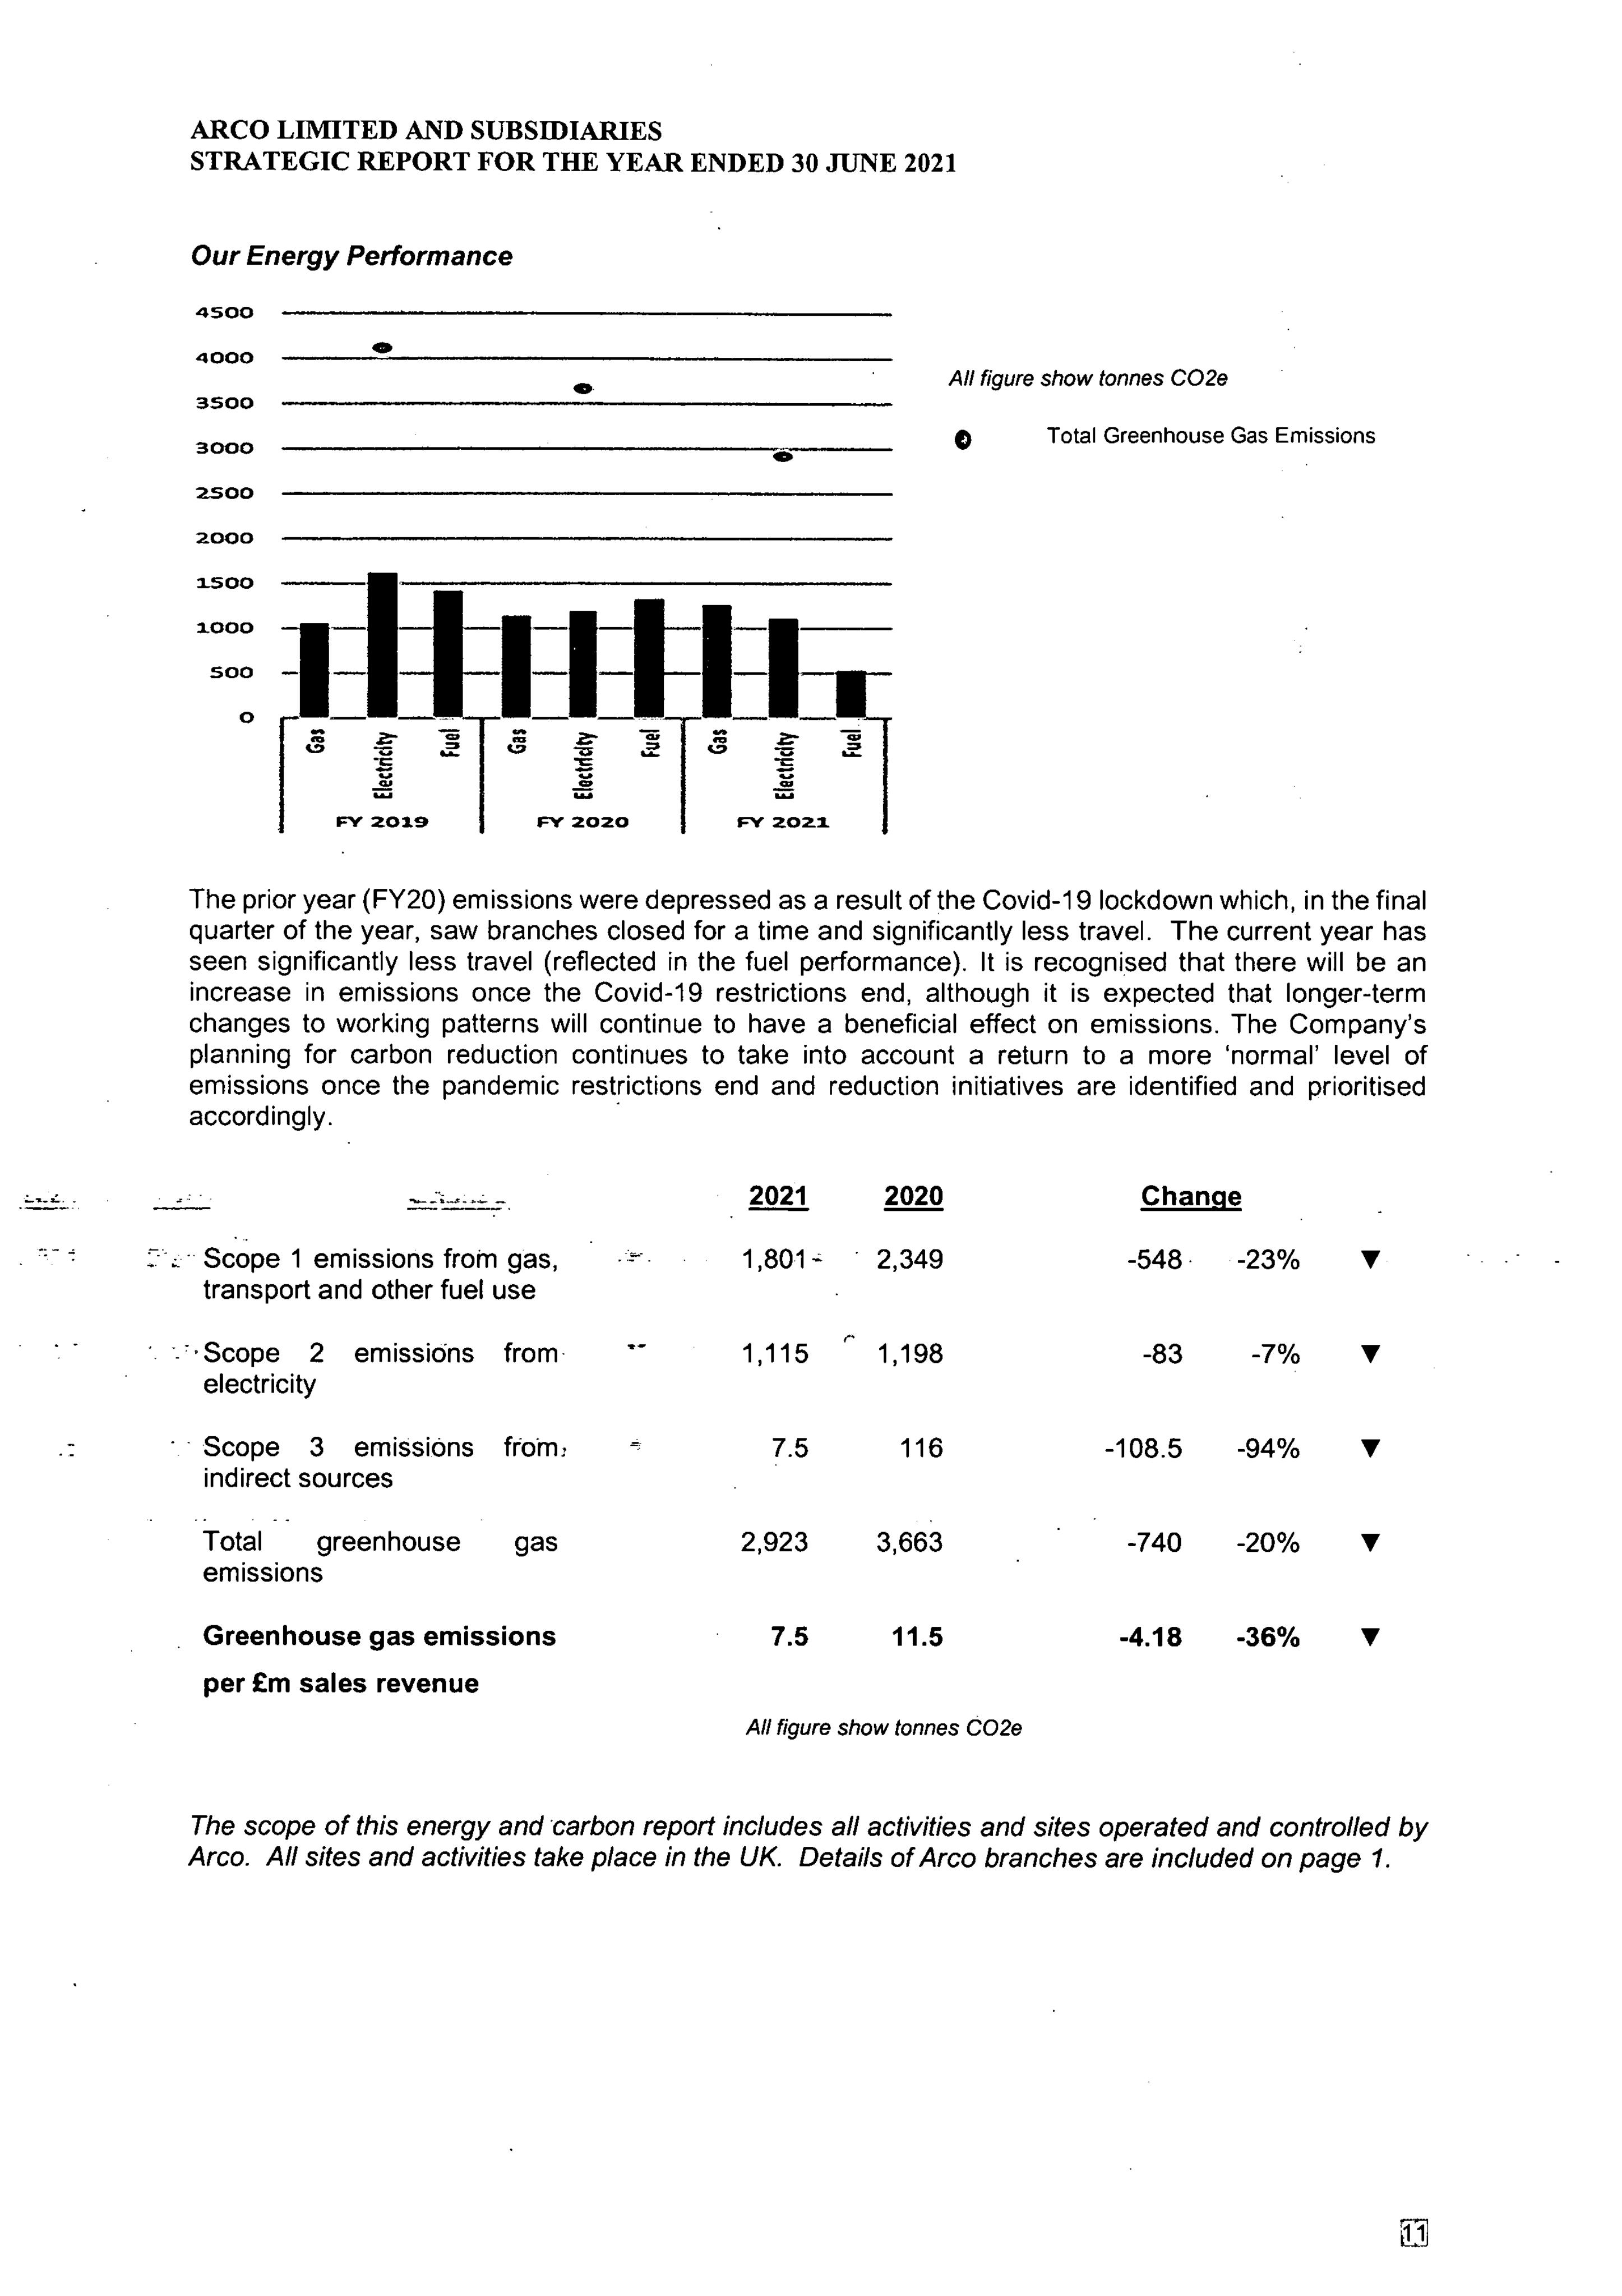 ARCO LIMITED AND SUBSIDIARIES
STRATEGIC REPORT FOR THE YEAR ENDED 30 JUNE 2021
Our Energy Performance
4500
4000
3500
3000
2500
2000
1500
1000
500
0
All figure show tonnes CO2e
Total Greenhouse Gas Emissions
Gas Electricity Fuel Gas Electricity Fuel Gas Electricity Fuel
FY 2019 FY 2020 FY 2021
The prior year (FY20) emissions were depressed as a result of the Covid-19 lockdown which, in the final
quarter of the year, saw branches closed for a time and significantly less travel. The current year has
seen significantly less travel (reflected in the fuel performance). It is recognised that there will be an
increase in emissions once the Covid-19 restrictions end, although it is expected that longer-term
changes to working patterns will continue to have a beneficial effect on emissions. The Company's
planning for carbon reduction continues to take into account a return to a more 'normal' level of
emissions once the pandemic restrictions end and reduction initiatives are identified and prioritised
accordingly.
2021 2020 Change
Scope 1 emissions from gas, 1,801 2,349 -548 -23% ▼
transport and other fuel use
Scope 2 emissions from 1,115 1,198 -83 -7% ▼
electricity
Scope 3 emissions from 7.5 116 -108.5 -94% ▼
indirect sources
Total greenhouse gas 2,923 3,663 -740 -20% ▼
emissions
Greenhouse gas emissions 7.5 11.5 -4.18 -36% ▼
per £m sales revenue
All figure show tonnes CO2e
The scope of this energy and carbon report includes all activities and sites operated and controlled by
Arco. All sites and activities take place in the UK. Details of Arco branches are included on page 1.
11